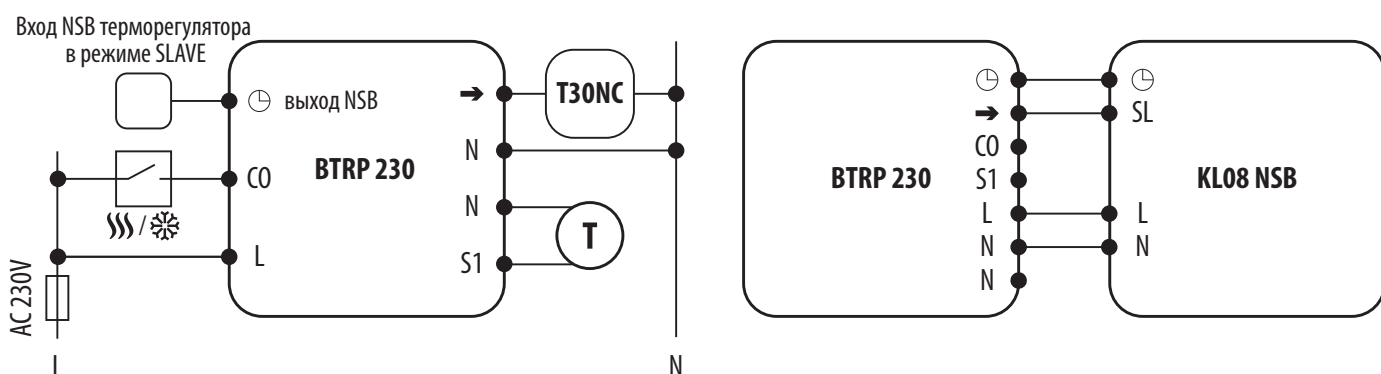 Вход NSB терморегулятора
в режиме SLAVE
выход NSB
BTRP 230
CO
L
N
N
S1
T30NC
T
AC 230V
L
N
BTRP 230
CO
S1
L
N
N
KL08 NSB
SL
L
N